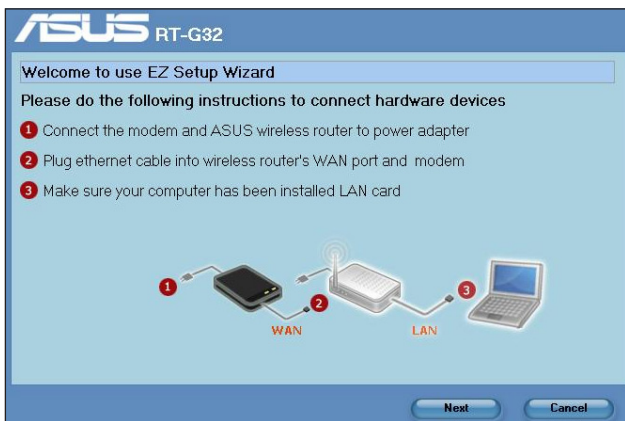 ASUS RT-G32
Welcome to use EZ Setup Wizard
Please do the following instructions to connect hardware devices
1 Connect the modem and ASUS wireless router to power adapter
2 Plug ethernet cable into wireless router's WAN port and modem
3 Make sure your computer has been installed LAN card
1
2
3
WAN
LAN
Next Cancel